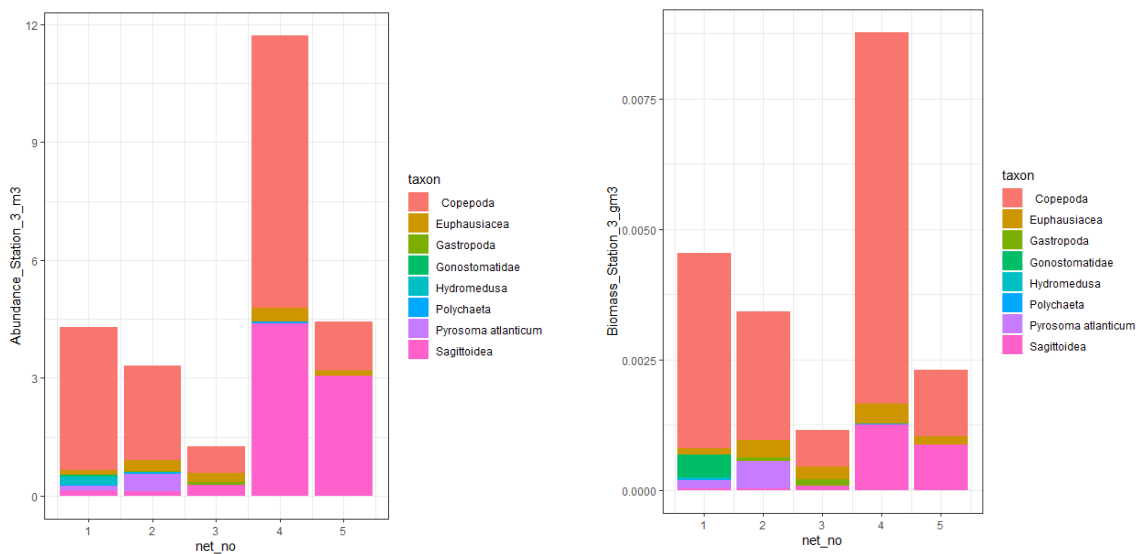 Abundance_Station_3_m3
12
9
6
3
0
1 2 3 4 5
net_no
taxon
Copepoda
Euphausiacea
Gastropoda
Gonostomatidae
Hydromedusa
Polychaeta
Pyrosoma atlanticum
Sagittoidea
Biomass_Station_3_gm3
0.0075
0.0050
0.0025
0.0000
1 2 3 4 5
net_no
taxon
Copepoda
Euphausiacea
Gastropoda
Gonostomatidae
Hydromedusa
Polychaeta
Pyrosoma atlanticum
Sagittoidea